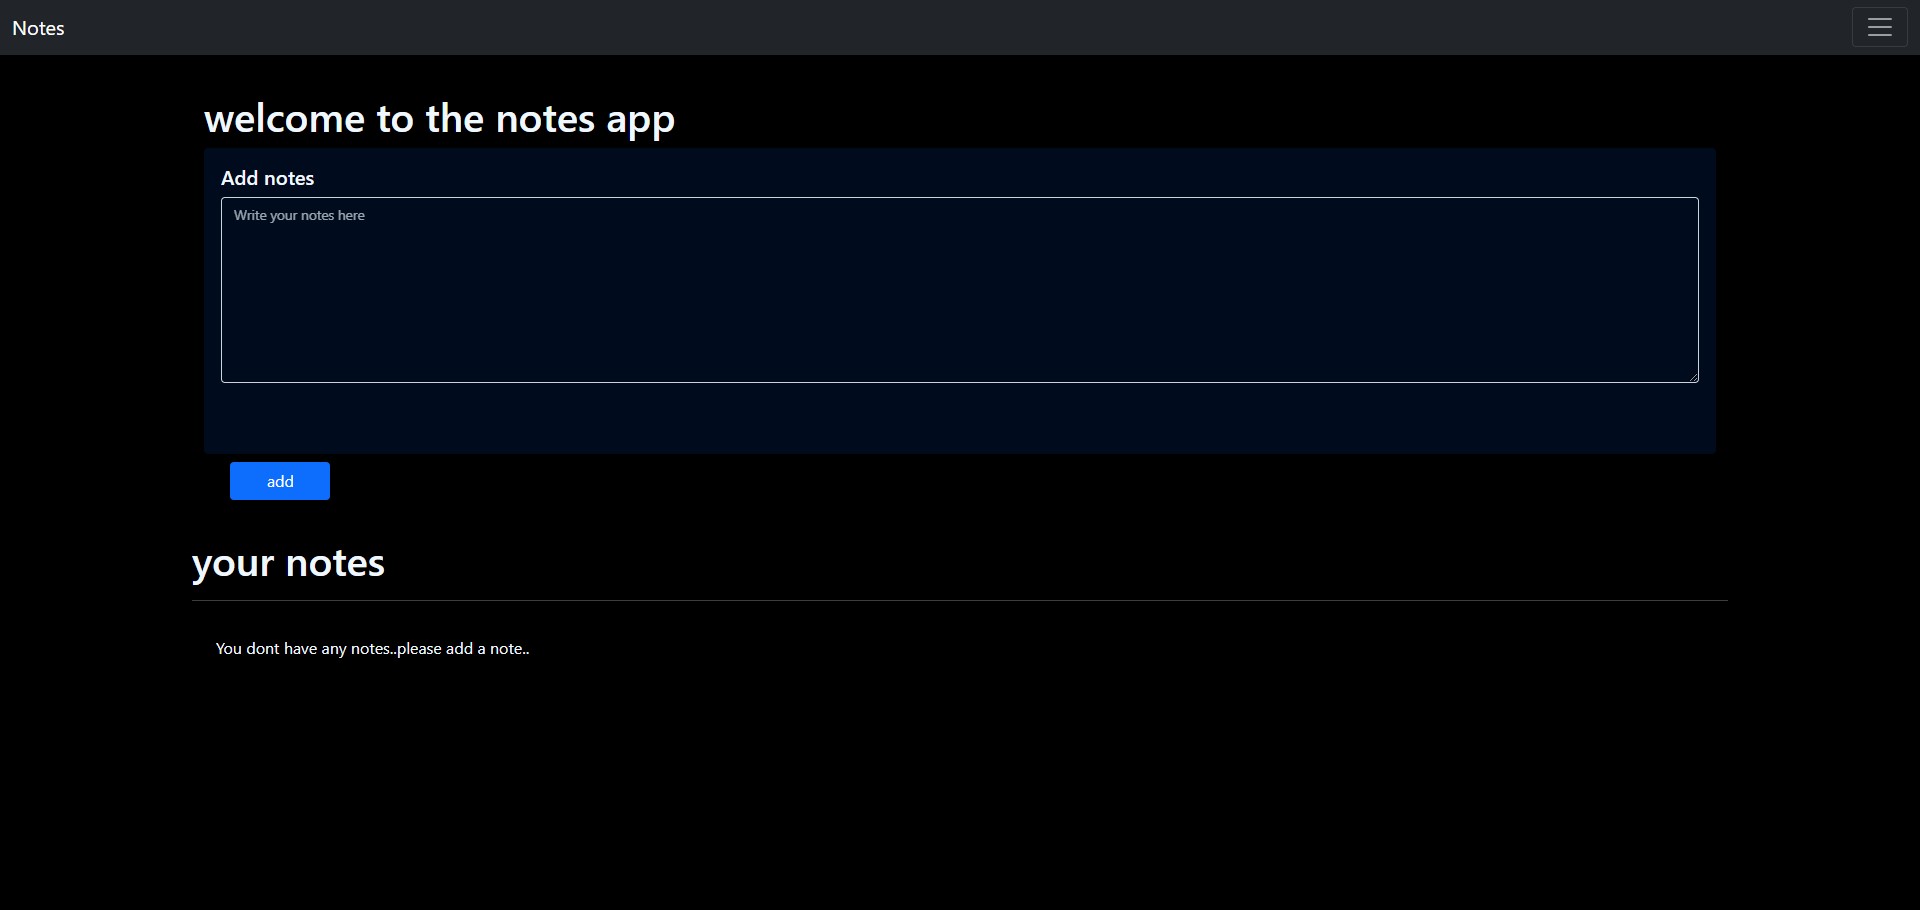 Notes
welcome to the notes app
Add notes
Write your notes here
add
your notes
You dont have any notes..please add a note..